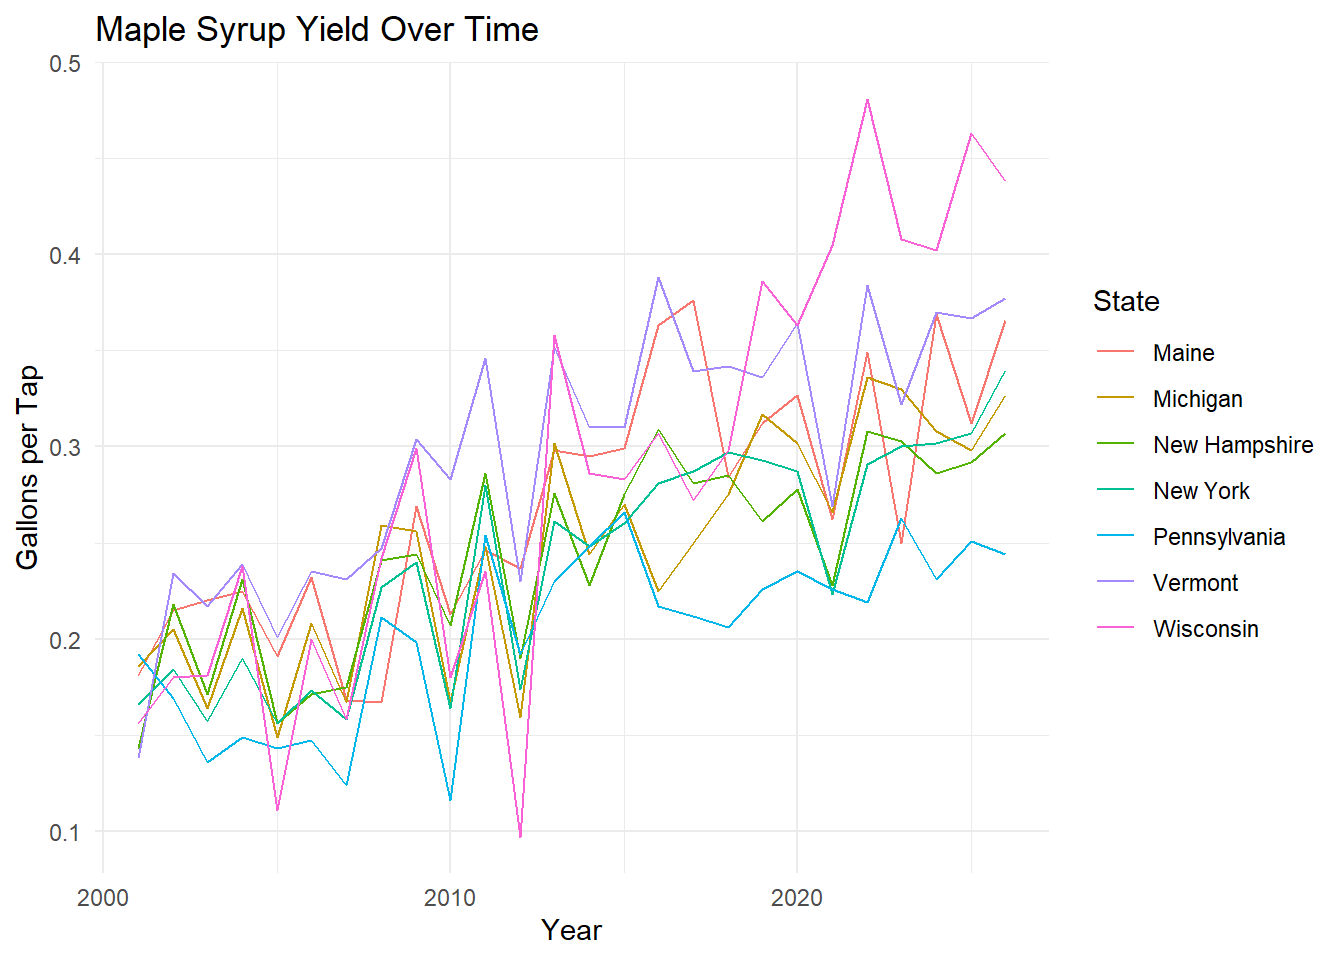 Maple Syrup Yield Over Time
0.5
0.4
0.3
0.2
0.1
Gallons per Tap
2000
2010
2020
Year
State
Maine
Michigan
New Hampshire
New York
Pennsylvania
Vermont
Wisconsin